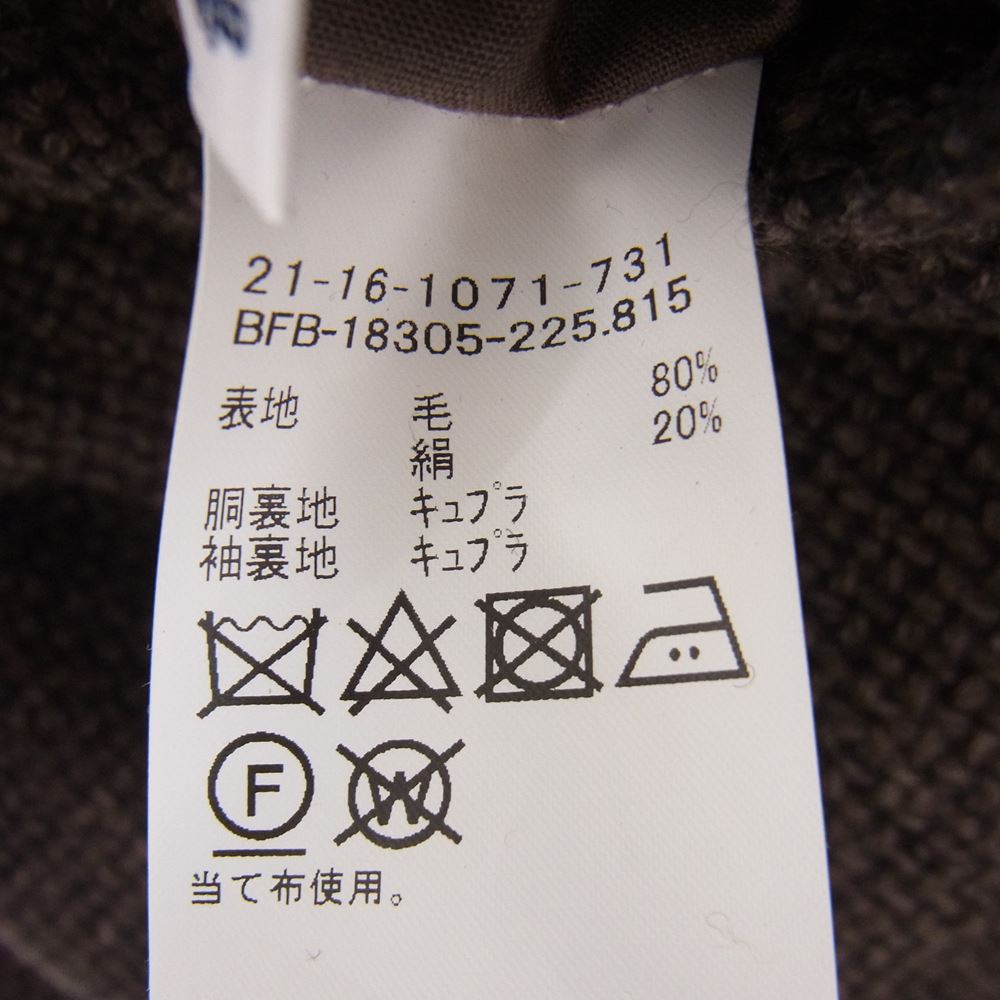 21-16-1071-731
BFB-18305-225.815
表地 毛 80%
絹 20%
胴裏地 キュプラ
袖裏地 キュプラ
F W
当て布使用。